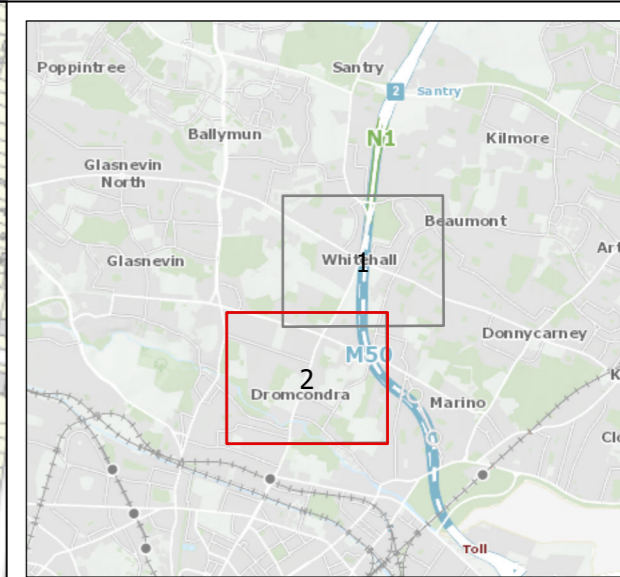 Poppintree
Santry
2
Santry
Ballymun
N1
Kilmore
Glasnevin
North
Beaumont
Glasnevin
Whitehall
1
Art
Donnycarney
M50
2
K
Dromcondra
Marino
Clo
Toll